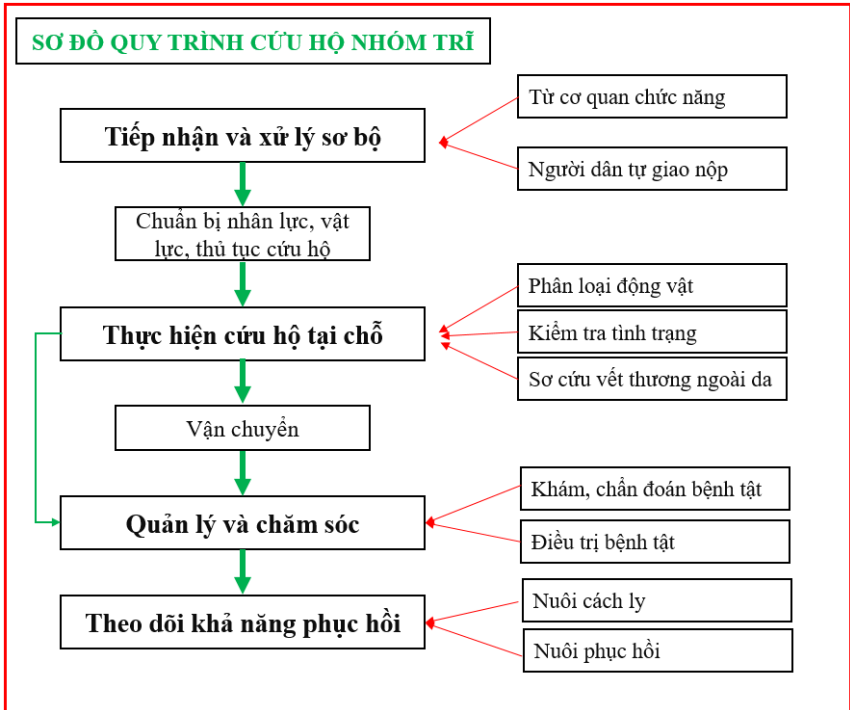 SƠ ĐỒ QUY TRÌNH CỨU HỘ NHÓM TRĨ
Tiếp nhận và xử lý sơ bộ
Từ cơ quan chức năng
Người dân tự giao nộp
Chuẩn bị nhân lực, vật
lực, thủ tục cứu hộ
Thực hiện cứu hộ tại chỗ
Phân loại động vật
Kiểm tra tình trạng
Sơ cứu vết thương ngoài da
Vận chuyển
Quản lý và chăm sóc
Khám, chẩn đoán bệnh tật
Điều trị bệnh tật
Theo dõi khả năng phục hồi
Nuôi cách ly
Nuôi phục hồi